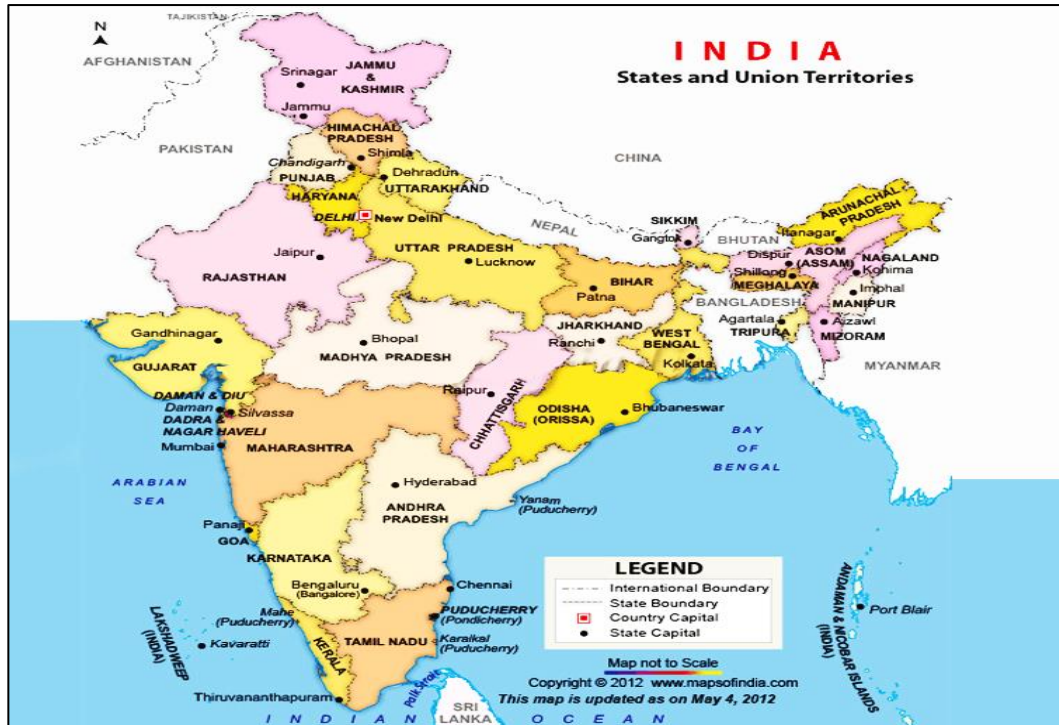 INDIA
States and Union Territories
N
TAJIKISTAN
AFGHANISTAN
PAKISTAN
CHINA
NEPAL
BHUTAN
BANGLADESH
MYANMAR
JAMMU
&
KASHMIR
Srinagar
Jammu
HIMACHAL
PRADESH
Shimla
Chandigarh
PUNJAB
Dehradun
UTTARAKHAND
HARYANA
DELHI
New Delhi
UTTAR PRADESH
Lucknow
Jaipur
RAJASTHAN
SIKKIM
Gangtok
ARUNACHAL
PRADESH
Itanagar
Dispur
ASOM
(ASSAM)
NAGALAND
Kohima
Shillong
MEGHALAYA
Imphal
MANIPUR
Agartala
TRIPURA
Aizawl
MIZORAM
BIHAR
Patna
JHARKHAND
Ranchi
WEST
BENGAL
Kolkata
Gandhinagar
GUJARAT
Bhopal
MADHYA PRADESH
Raipur
CHHATTISGARH
ODISHA
(ORISSA)
Bhubaneswar
DAMAN & DIU
Daman
Silvassa
DADRA &
NAGAR HAVELI
Mumbai
MAHARASHTRA
ARABIAN
SEA
BAY
OF
BENGAL
Hyderabad
ANDHRA
PRADESH
Yanam
(Puducherry)
Panaji
GOA
KARNATAKA
Bengaluru
(Bangalore)
Chennai
Mahe
(Puducherry)
PUDUCHERRY
(Pondicherry)
TAMIL NADU
Karaikal
(Puducherry)
KERALA
LAKSHADWEEP
(INDIA)
Kavaratti
Thiruvananthapuram
Palk Strait
SRI
LANKA
INDIAN OCEAN
ANDAMAN & NICOBAR ISLANDS
(INDIA)
Port Blair
LEGEND
International Boundary
State Boundary
Country Capital
State Capital
Map not to Scale
Copyright © 2012 www.mapsofindia.com
This map is updated as on May 4, 2012